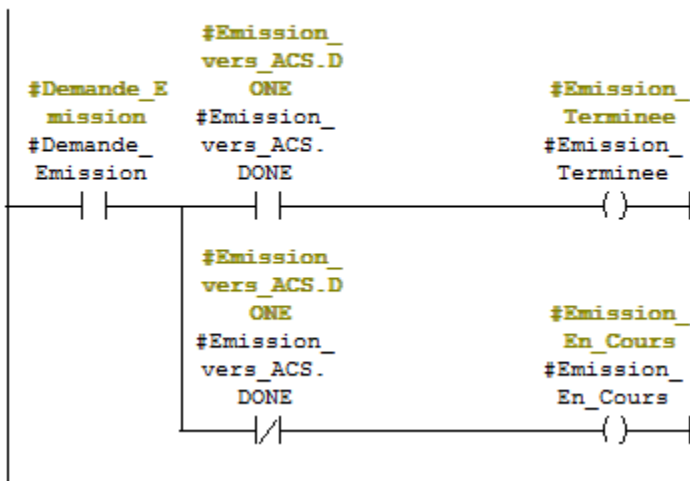 #Demande_E
mission
#Demande_
Emission
#Emission_
vers_ACS.D
ONE
#Emission_
vers_ACS.
DONE
#Emission_
Terminee
#Emission_
Terminee
#Emission_
vers_ACS.D
ONE
#Emission_
vers_ACS.
DONE
#Emission_
En_Cours
#Emission_
En_Cours